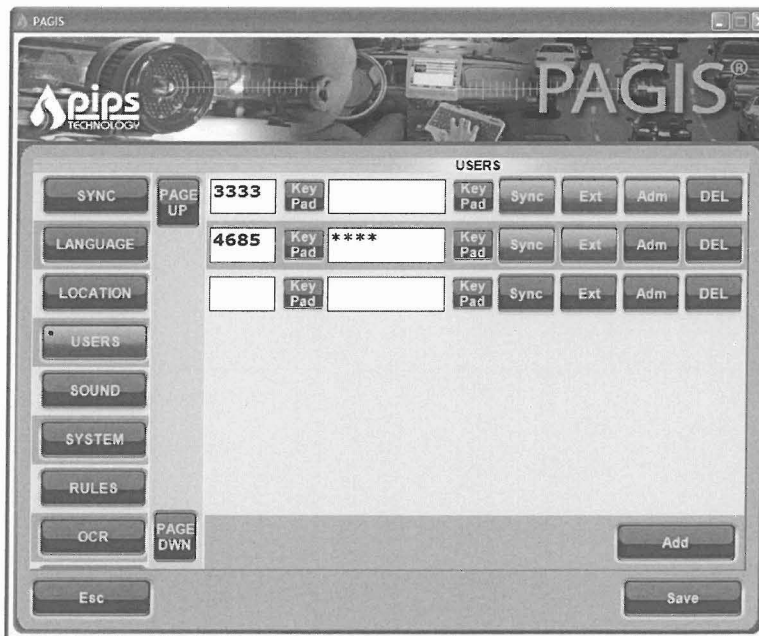 PAGIS
pips
TECHNOLOGY
PAGIS®
USERS
SYNC
PAGE UP
3333
Key Pad
Key Pad
Sync
Ext
Adm
DEL
LANGUAGE
4685
Key Pad
****
Key Pad
Sync
Ext
Adm
DEL
LOCATION
Key Pad
Key Pad
Sync
Ext
Adm
DEL
USERS
SOUND
SYSTEM
RULES
OCR
PAGE DWN
Add
Esc
Save